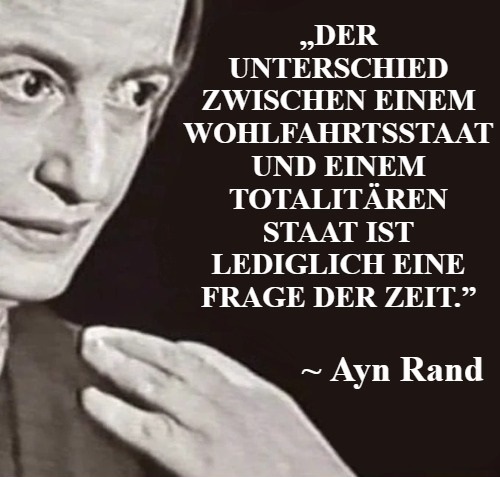 „DER
UNTERSCHIED
ZWISCHEN EINEM
WOHLFAHRTSSTAAT
UND EINEM
TOTALITÄREN
STAAT IST
LEDIGLICH EINE
FRAGE DER ZEIT.”
~ Ayn Rand